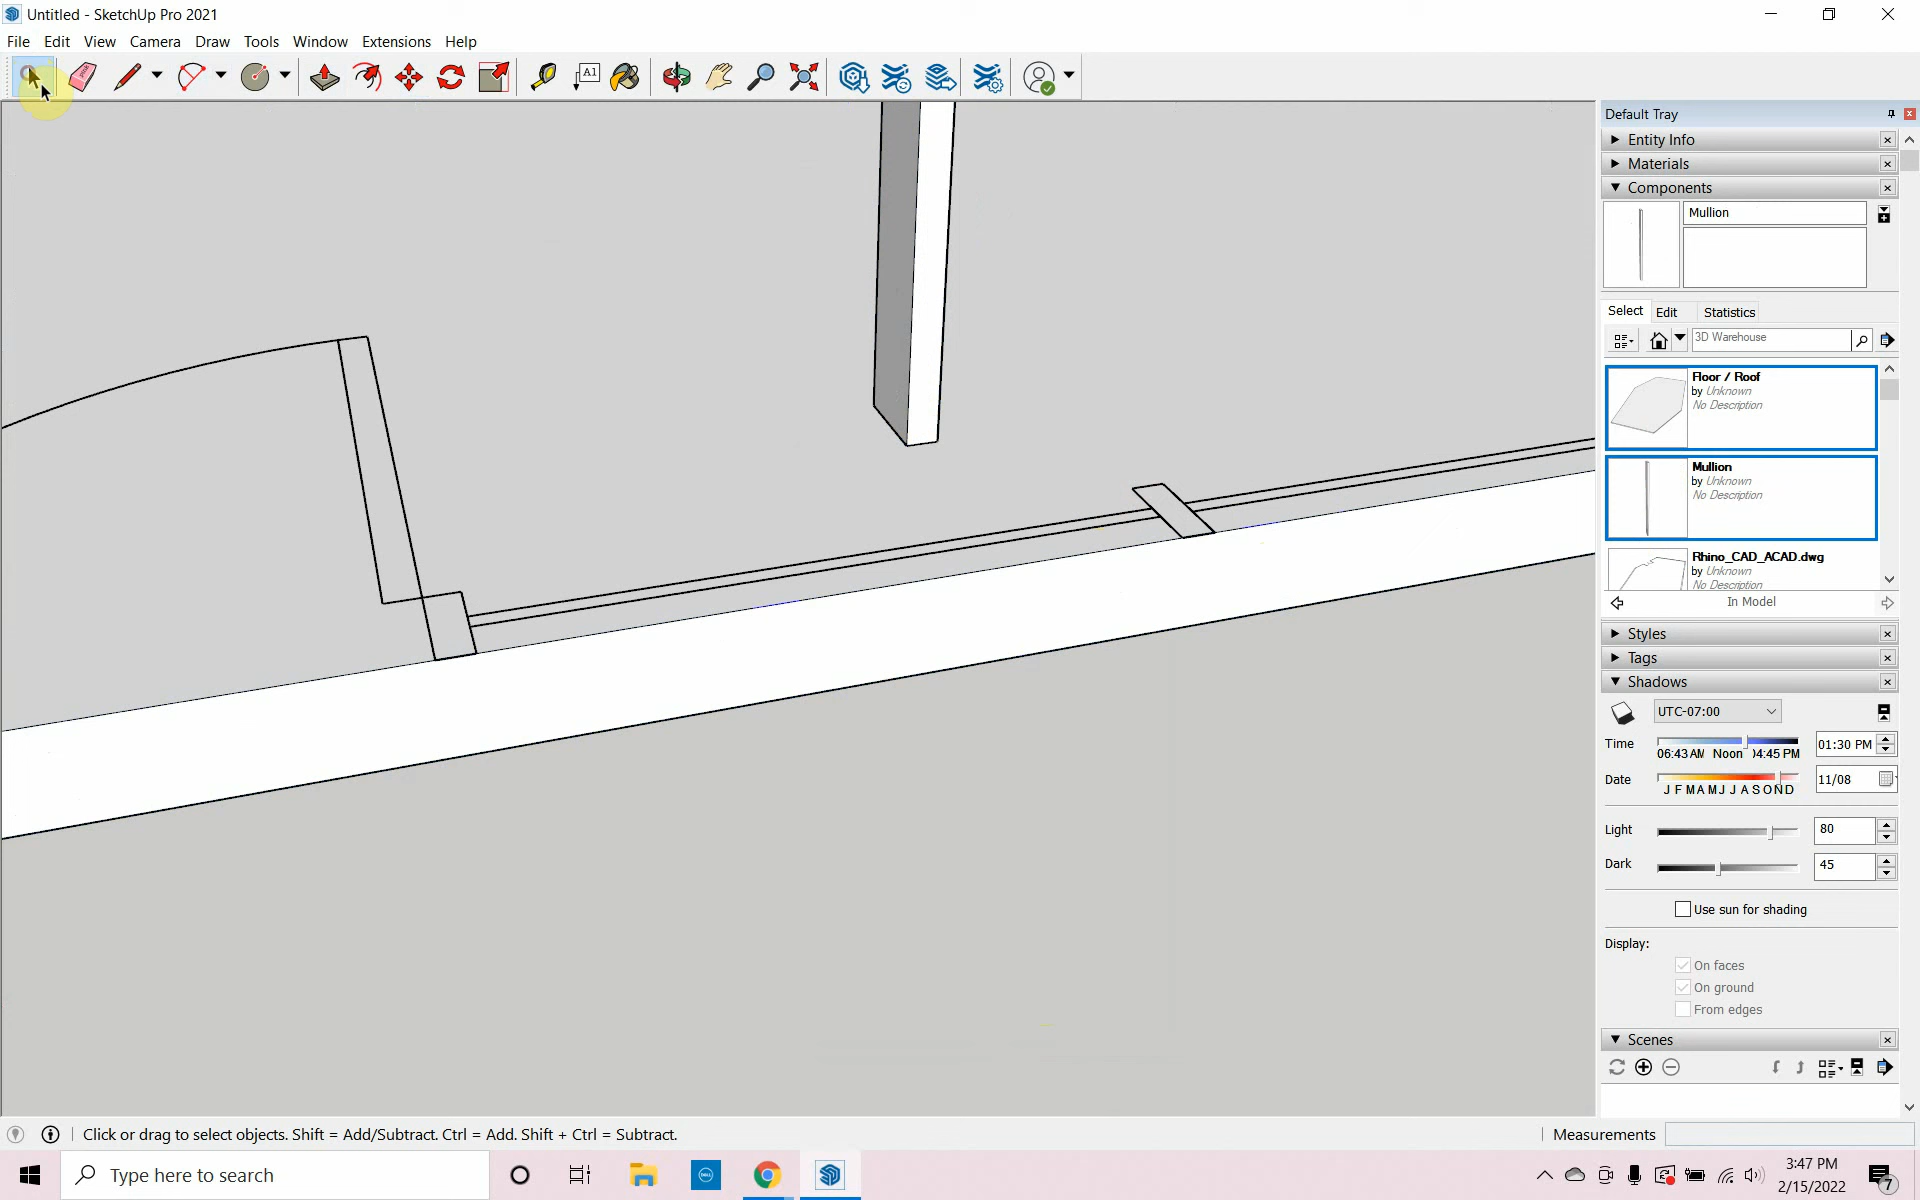 Untitled - SketchUp Pro 2021
File Edit View Camera Draw Tools Window Extensions Help
A1
Default Tray
Entity Info
Materials
Components
Mullion
Select Edit Statistics
3D Warehouse
Floor / Roof
by Unknown
No Description
Mullion
by Unknown
No Description
Rhino_CAD_ACAD.dwg
by Unknown
No Description
In Model
Styles
Tags
Shadows
UTC-07:00
Time 01:30 PM
06:43 AM Noon 04:45 PM
Date 11/08
J F M A M J J A S O N D
Light 80
Dark 45
Use sun for shading
Display:
On faces
On ground
From edges
Scenes
Click or drag to select objects. Shift = Add/Subtract. Ctrl = Add. Shift + Ctrl = Subtract.
Measurements
Type here to search
DELL
3:47 PM
2/15/2022
7